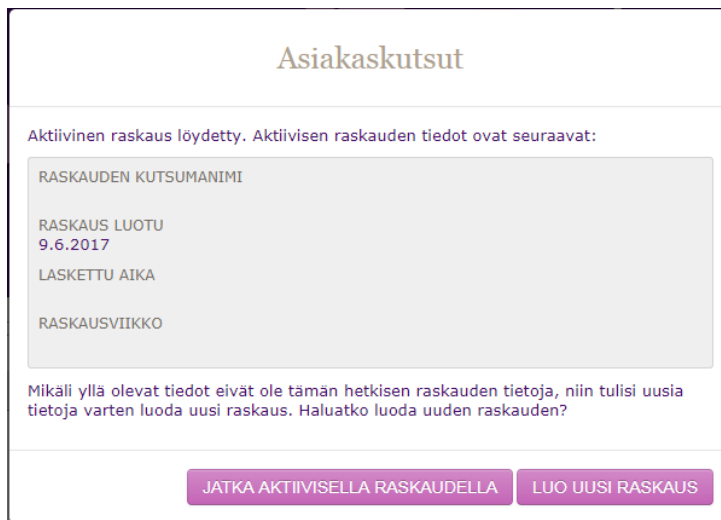 Asiakaskutsut
Aktiivinen raskaus löydetty. Aktiivisen raskauden tiedot ovat seuraavat:
RASKAUDEN KUTSUMANIMI
RASKAUS LUOTU
9.6.2017
LASKETTU AIKA
RASKAUSVIIKKO
Mikäli yllä olevat tiedot eivät ole tämän hetkisen raskauden tietoja, niin tulisi uusia
tietoja varten luoda uusi raskaus. Haluatko luoda uuden raskauden?
JATKA AKTIIVISELLA RASKAUDELLA LUO UUSI RASKAUS